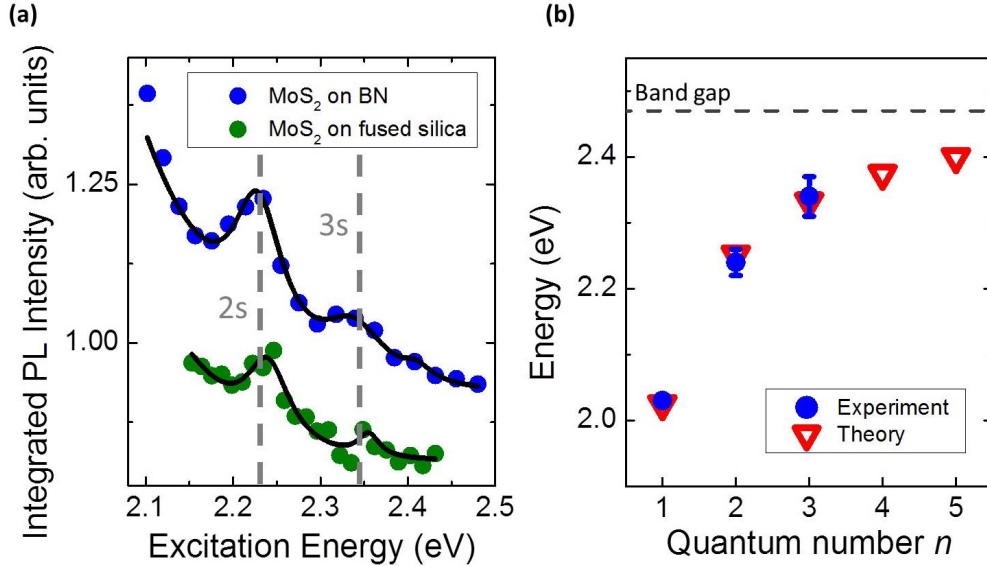 (a)
Integrated PL Intensity (arb. units)
1.25
1.00
MoS₂ on BN
MoS₂ on fused silica
2s
3s
2.1 2.2 2.3 2.4 2.5
Excitation Energy (eV)
(b)
Energy (eV)
2.4
2.2
2.0
Band gap
Experiment
Theory
1 2 3 4 5
Quantum number n